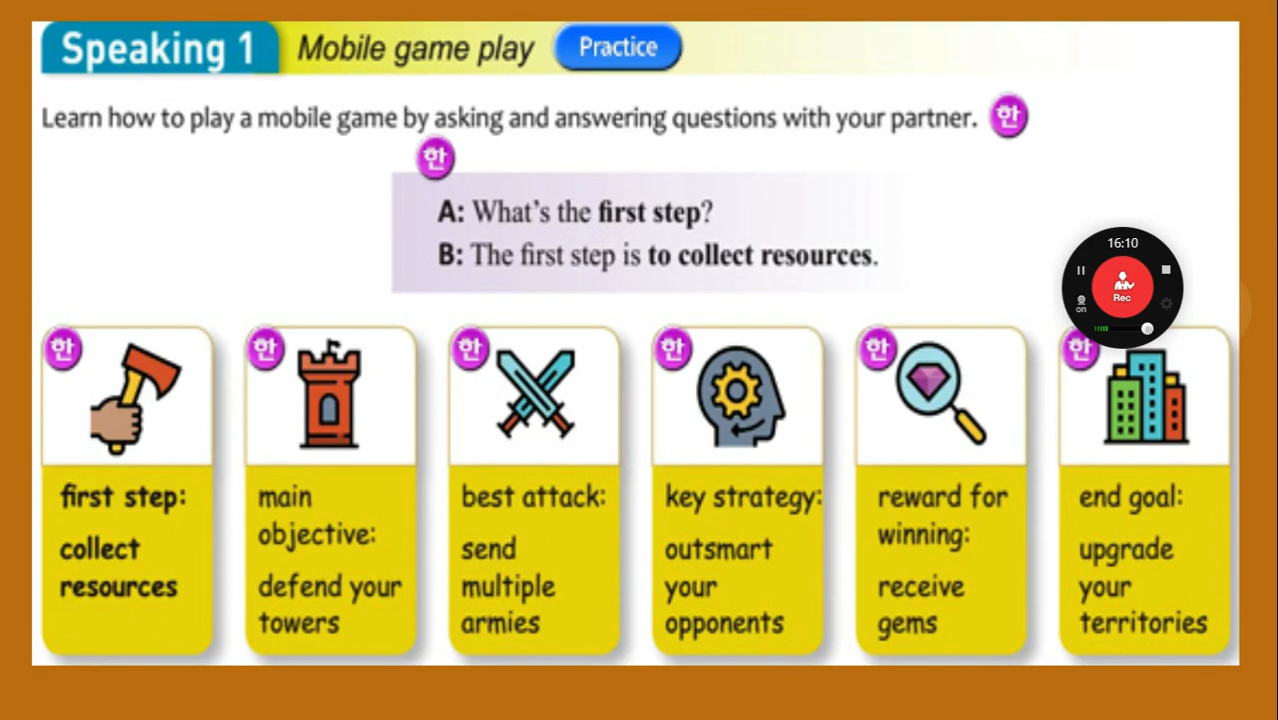 Speaking 1 Mobile game play Practice
Learn how to play a mobile game by asking and answering questions with your partner. 한
한
A: What's the first step?
B: The first step is to collect resources.
16:10
on
Rec
한
first step:
collect
resources
한
main
objective:
defend your
towers
한
best attack:
send
multiple
armies
한
key strategy:
outsmart
your
opponents
한
reward for
winning:
receive
gems
한
end goal:
upgrade
your
territories